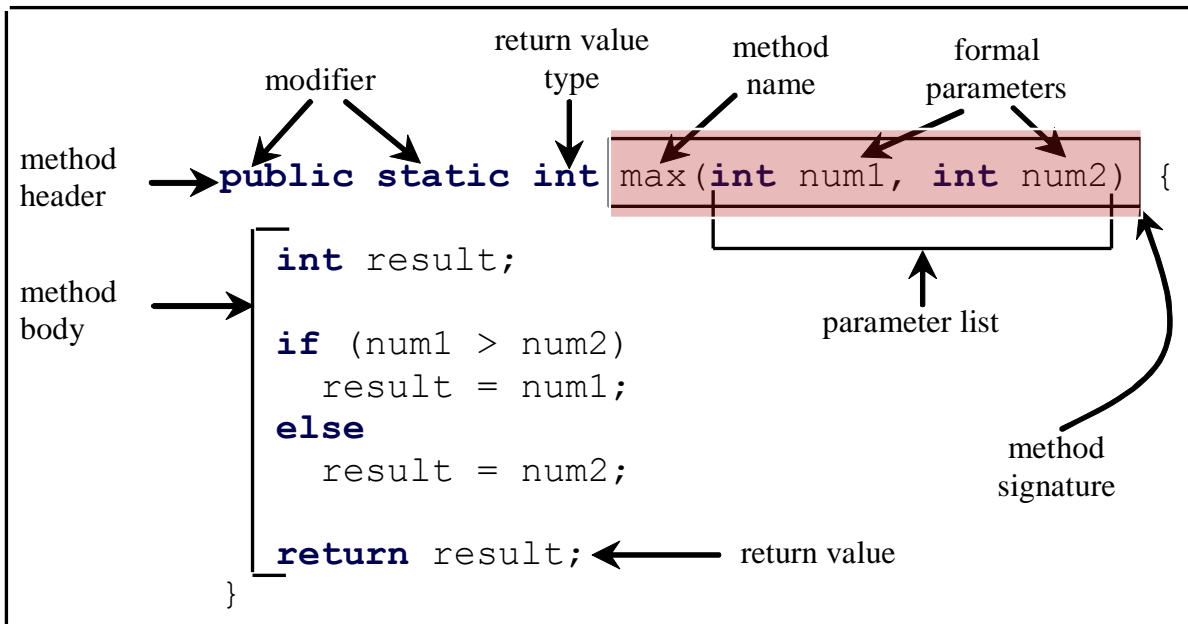 return value
type
method
name
formal
parameters
modifier
method
header
public static int max(int num1, int num2) {
method
body
int result;
parameter list
if (num1 > num2)
result = num1;
else
result = num2;
method
signature
return result;
return value
}